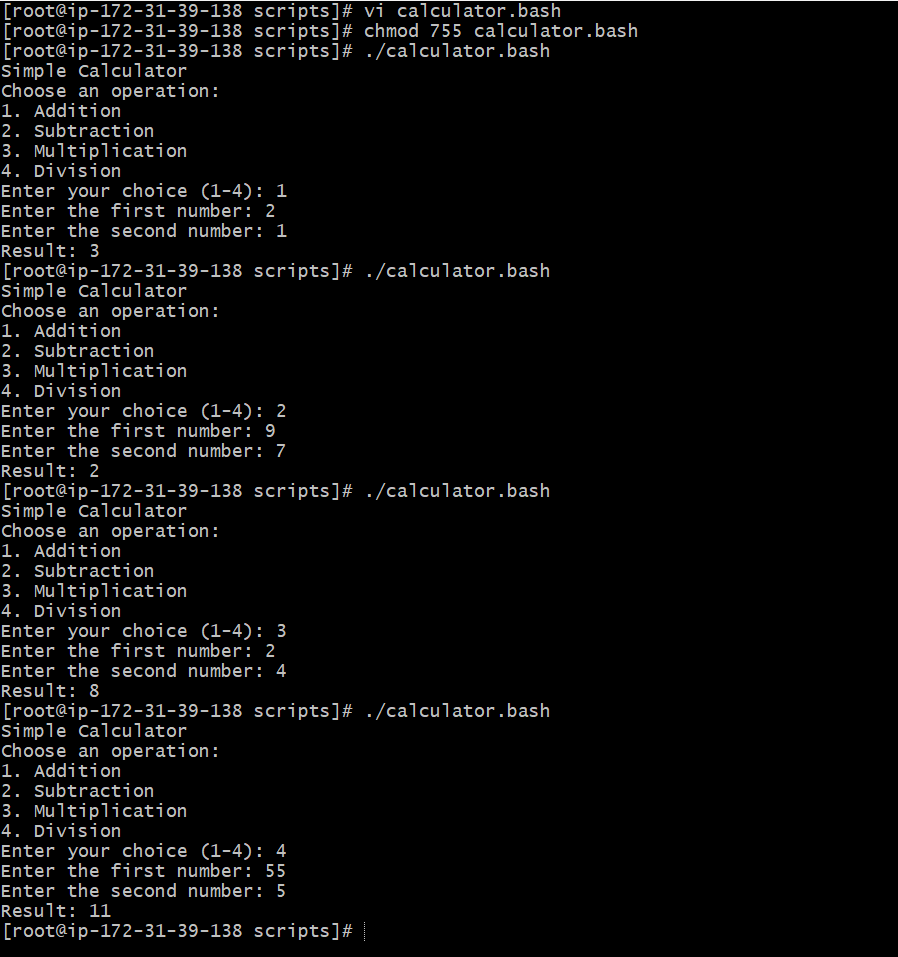 [root@ip-172-31-39-138 scripts]# vi calculator.bash
[root@ip-172-31-39-138 scripts]# chmod 755 calculator.bash
[root@ip-172-31-39-138 scripts]# ./calculator.bash
Simple Calculator
Choose an operation:
1. Addition
2. Subtraction
3. Multiplication
4. Division
Enter your choice (1-4): 1
Enter the first number: 2
Enter the second number: 1
Result: 3
[root@ip-172-31-39-138 scripts]# ./calculator.bash
Simple Calculator
Choose an operation:
1. Addition
2. Subtraction
3. Multiplication
4. Division
Enter your choice (1-4): 2
Enter the first number: 9
Enter the second number: 7
Result: 2
[root@ip-172-31-39-138 scripts]# ./calculator.bash
Simple Calculator
Choose an operation:
1. Addition
2. Subtraction
3. Multiplication
4. Division
Enter your choice (1-4): 3
Enter the first number: 2
Enter the second number: 4
Result: 8
[root@ip-172-31-39-138 scripts]# ./calculator.bash
Simple Calculator
Choose an operation:
1. Addition
2. Subtraction
3. Multiplication
4. Division
Enter your choice (1-4): 4
Enter the first number: 55
Enter the second number: 5
Result: 11
[root@ip-172-31-39-138 scripts]#